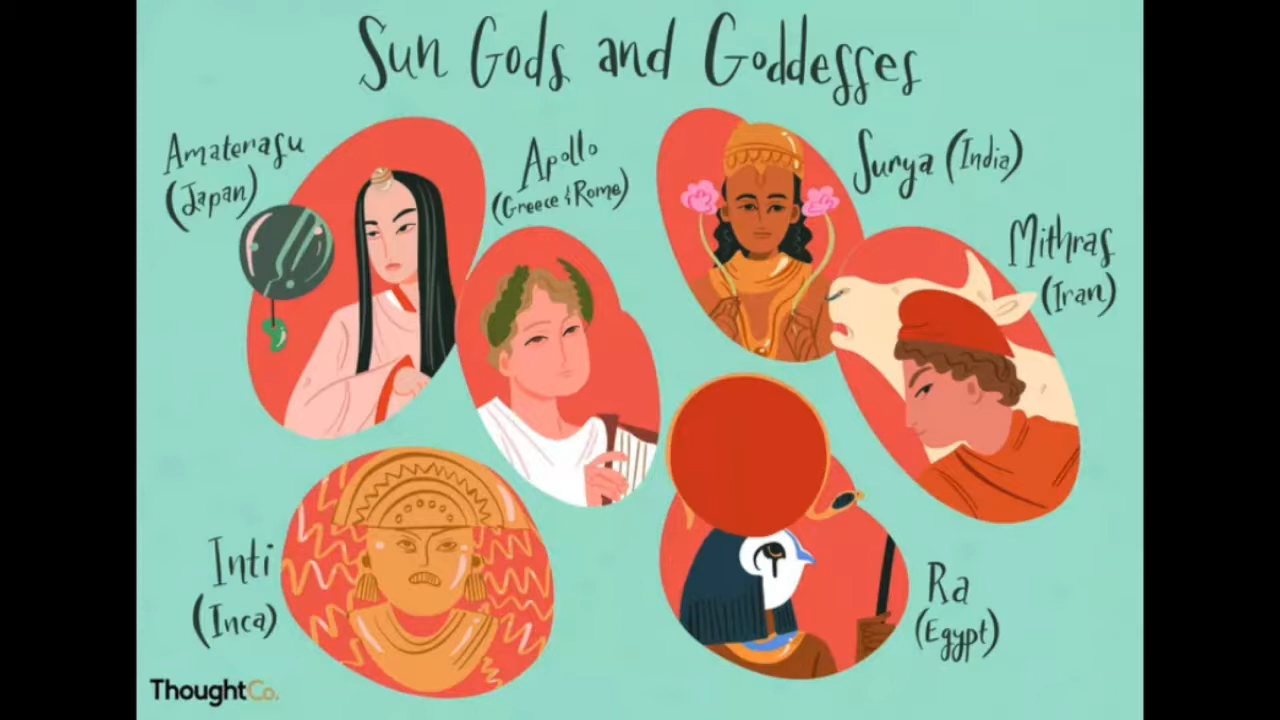 Sun Gods and Goddesses
Amaterasu
(Japan)
Apollo
(Greece & Rome)
Surya (India)
Mithras
(Iran)
Inti
(Inca)
Ra
(Egypt)
ThoughtCo.